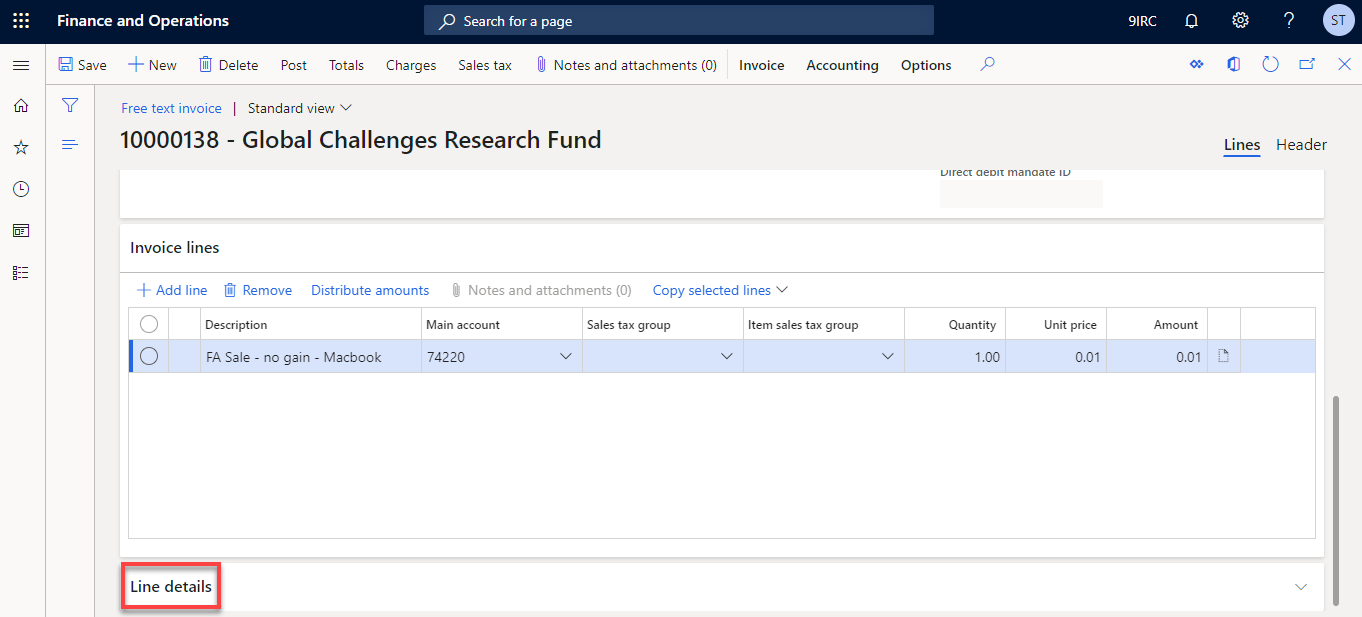 Finance and Operations
Search for a page
9IRC
?
ST
Save
New
Delete
Post
Totals
Charges
Sales tax
Notes and attachments (0)
Invoice
Accounting
Options
Free text invoice | Standard view
10000138 - Global Challenges Research Fund
Lines
Header
Direct debit mandate ID
Invoice lines
Add line
Remove
Distribute amounts
Notes and attachments (0)
Copy selected lines
Description Main account Sales tax group Item sales tax group Quantity Unit price Amount
FA Sale - no gain - Macbook 74220 1.00 0.01 0.01
Line details